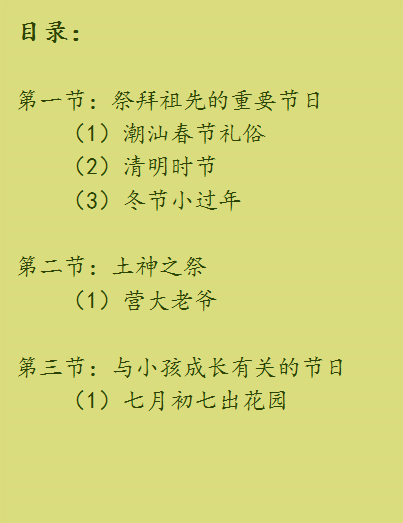 目录：
第一节：祭拜祖先的重要节日
（1）潮汕春节礼俗
（2）清明时节
（3）冬节小过年
第二节：土神之祭
（1）营大老爷
第三节：与小孩成长有关的节日
（1）七月初七出花园